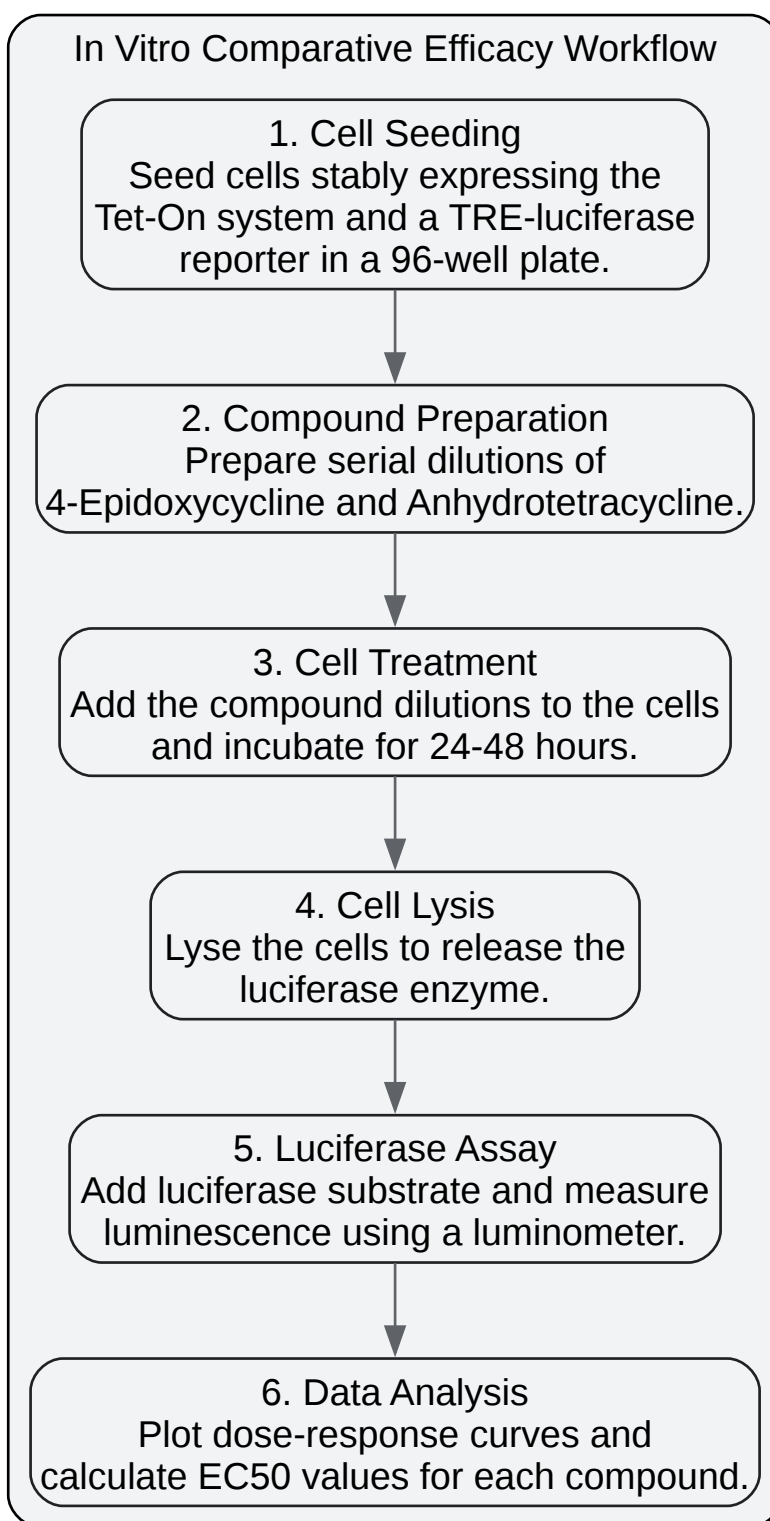 In Vitro Comparative Efficacy Workflow
1. Cell Seeding
Seed cells stably expressing the
Tet-On system and a TRE-luciferase
reporter in a 96-well plate.
2. Compound Preparation
Prepare serial dilutions of
4-Epidoxycycline and Anhydrotetracycline.
3. Cell Treatment
Add the compound dilutions to the cells
and incubate for 24-48 hours.
4. Cell Lysis
Lyse the cells to release the
luciferase enzyme.
5. Luciferase Assay
Add luciferase substrate and measure
luminescence using a luminometer.
6. Data Analysis
Plot dose-response curves and
calculate EC50 values for each compound.